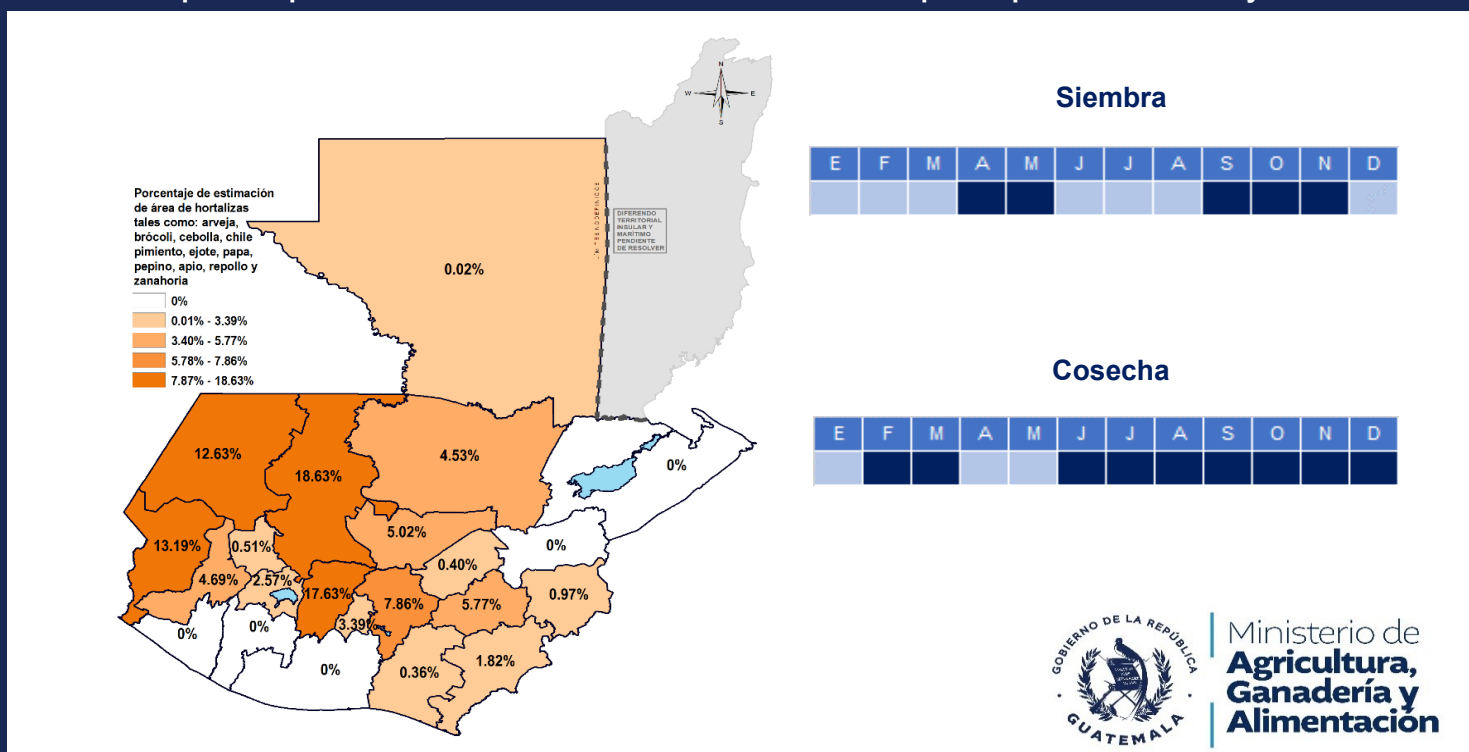 N
W
E
S
Porcentaje de estimación
de área de hortalizas
tales como: arveja,
brócoli, cebolla, chile
pimiento, ejote, papa,
pepino, apio, repollo y
zanahoria
0%
0.01% - 3.39%
3.40% - 5.77%
5.78% - 7.86%
7.87% - 18.63%
DIFERENDO
TERRITORIAL
INSULAR Y
MARÍTIMO
PENDIENTE
DE RESOLVER
0.02%
12.63%
18.63%
4.53%
0%
13.19%
0.51%
5.02%
0%
4.69%
2.57%
17.63%
7.86%
0.40%
5.77%
0.97%
3.39%
0%
0%
0%
0.36%
1.82%
Siembra
E F M A M J J A S O N D
Cosecha
E F M A M J J A S O N D
GOBIERNO DE LA REPÚBLICA
GUATEMALA
Ministerio de
Agricultura,
Ganadería y
Alimentación